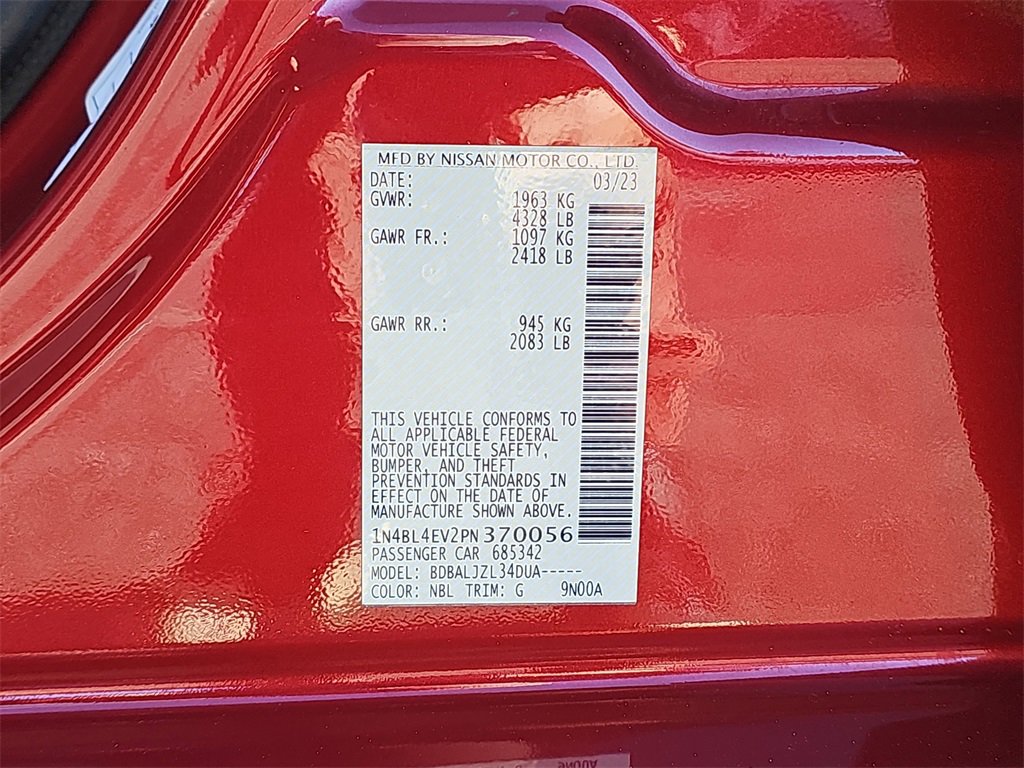 MFD BY NISSAN MOTOR CO., LTD.
DATE: 03/23
GVWR: 1963 KG
4328 LB
GAWR FR.: 1097 KG
2418 LB
GAWR RR.: 945 KG
2083 LB
THIS VEHICLE CONFORMS TO
ALL APPLICABLE FEDERAL
MOTOR VEHICLE SAFETY,
BUMPER, AND THEFT
PREVENTION STANDARDS IN
EFFECT ON THE DATE OF
MANUFACTURE SHOWN ABOVE.
1N4BL4EV2PN370056
PASSENGER CAR 685342
MODEL: BDBALJZL34DUA-----
COLOR: NBL TRIM: G 9N00A